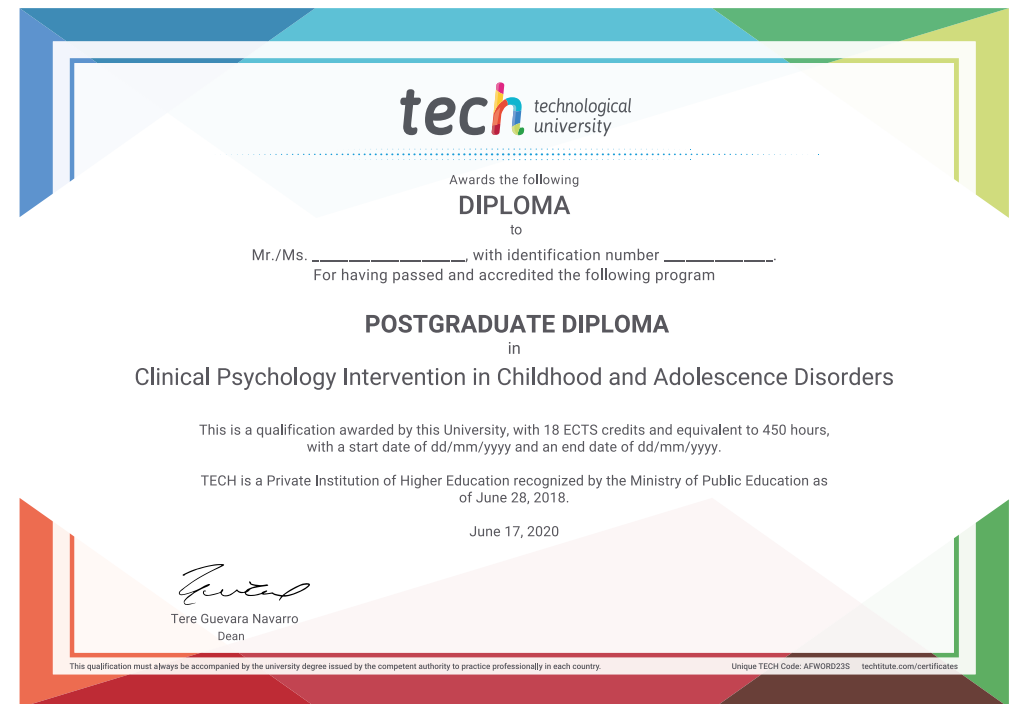 tech technological
university
Awards the following
DIPLOMA
to
Mr./Ms. __________________, with identification number _____________.
For having passed and accredited the following program
POSTGRADUATE DIPLOMA
in
Clinical Psychology Intervention in Childhood and Adolescence Disorders
This is a qualification awarded by this University, with 18 ECTS credits and equivalent to 450 hours,
with a start date of dd/mm/yyyy and an end date of dd/mm/yyyy.
TECH is a Private Institution of Higher Education recognized by the Ministry of Public Education as
of June 28, 2018.
June 17, 2020
Tere Guevara Navarro
Dean
This qualification must always be accompanied by the university degree issued by the competent authority to practice professionally in each country.
Unique TECH Code: AFWORD23S techtitute.com/certificates